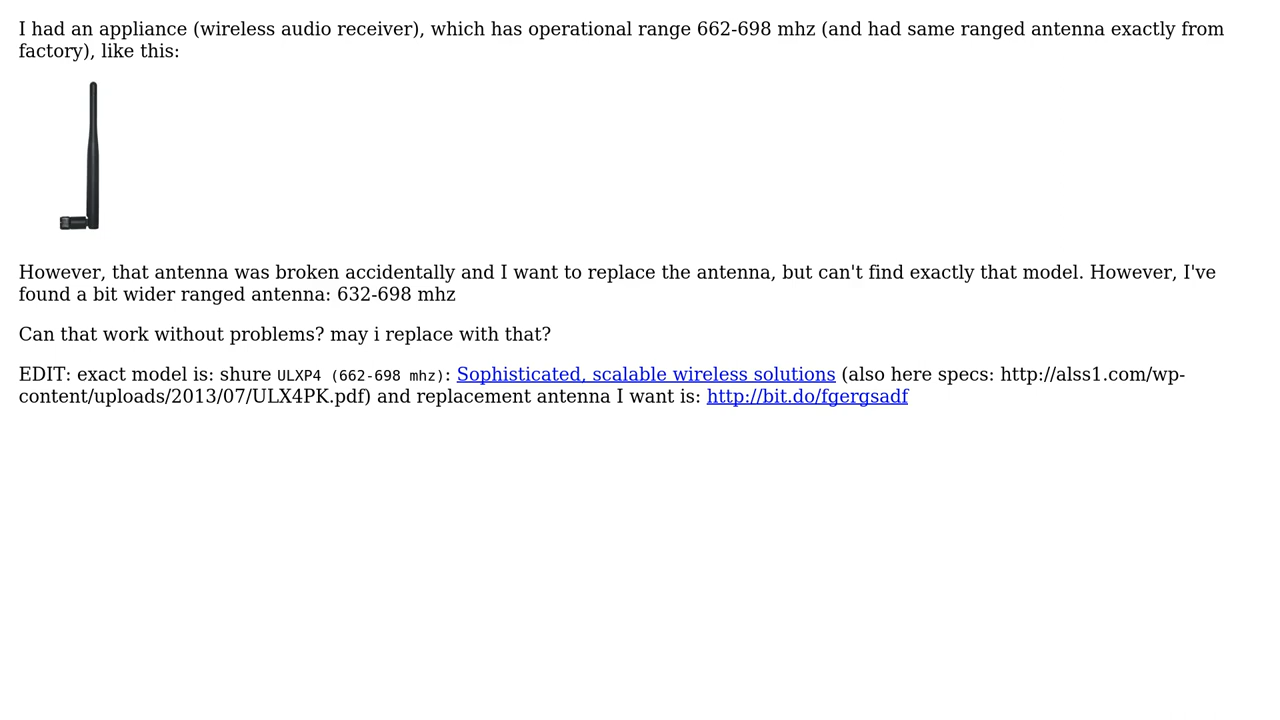 I had an appliance (wireless audio receiver), which has operational range 662-698 mhz (and had same ranged antenna exactly from
factory), like this:
However, that antenna was broken accidentally and I want to replace the antenna, but can't find exactly that model. However, I've
found a bit wider ranged antenna: 632-698 mhz
Can that work without problems? may i replace with that?
EDIT: exact model is: shure ULXP4 (662-698 mhz): Sophisticated, scalable wireless solutions (also here specs: http://alss1.com/wp-
content/uploads/2013/07/ULX4PK.pdf) and replacement antenna I want is: http://bit.do/fgergsadf